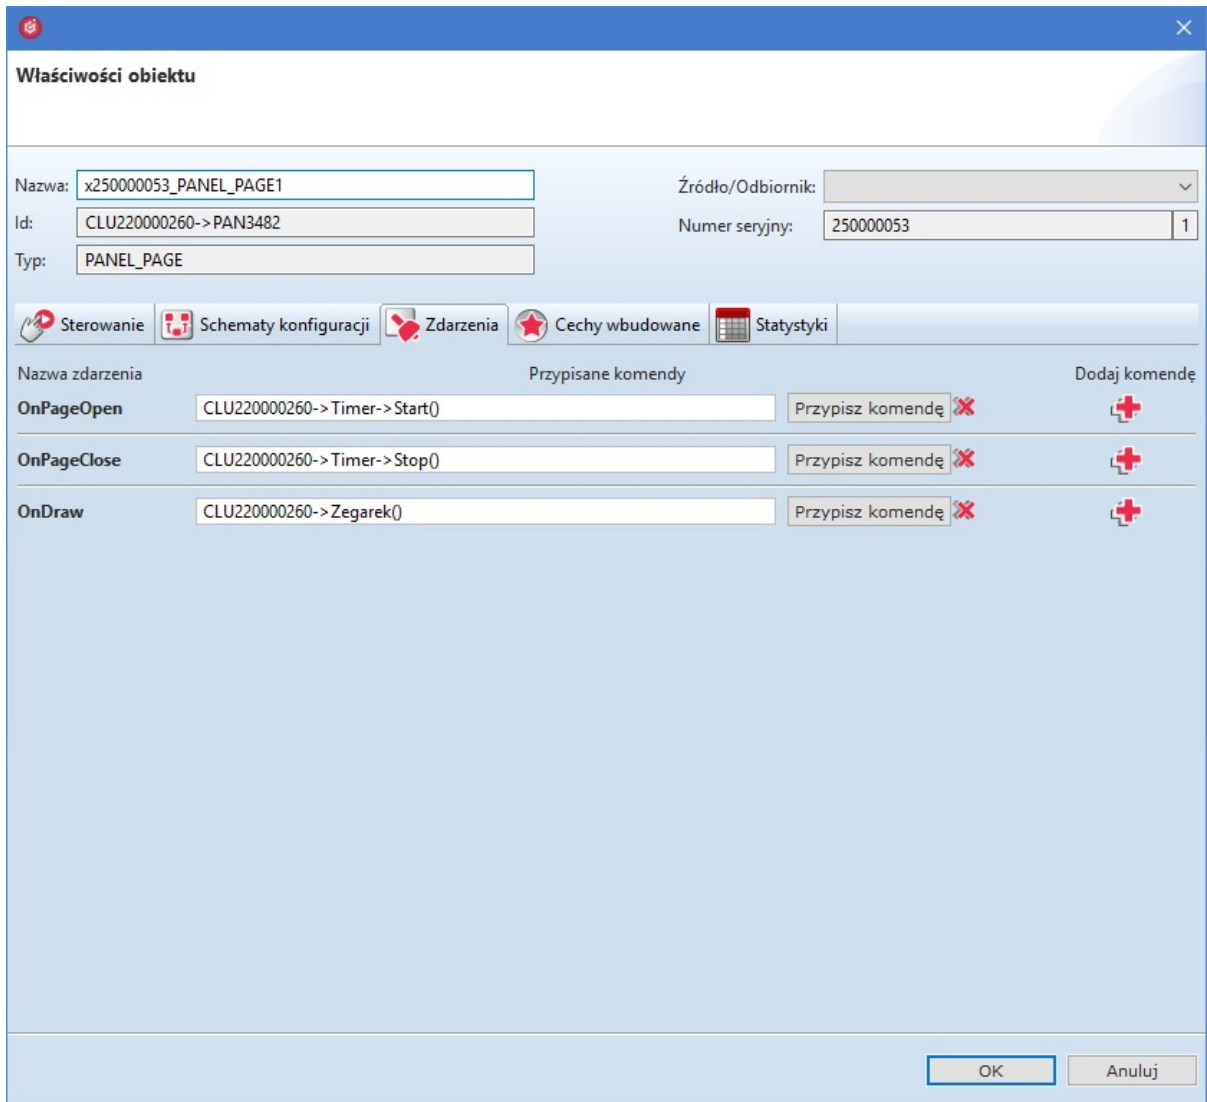 Właściwości obiektu
Nazwa: x250000053_PANEL_PAGE1 Źródło/Odbiornik:
Id: CLU220000260->PAN3482 Numer seryjny: 250000053 1
Typ: PANEL_PAGE
Sterowanie Schematy konfiguracji Zdarzenia Cechy wbudowane Statystyki
Nazwa zdarzenia Przypisane komendy Dodaj komendę
OnPageOpen CLU220000260->Timer->Start() Przypisz komendę
OnPageClose CLU220000260->Timer->Stop() Przypisz komendę
OnDraw CLU220000260->Zegarek() Przypisz komendę
OK Anuluj